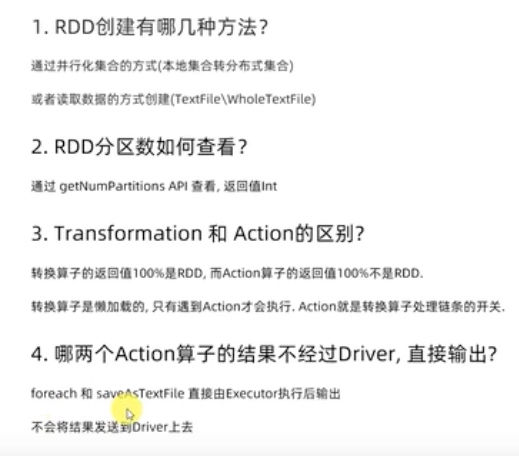 1. RDD创建有哪几种方法?
通过并行化集合的方式(本地集合转分布式集合)
或者读取数据的方式创建(TextFile\WholeTextFile)
2. RDD分区数如何查看?
通过 getNumPartitions API 查看, 返回值Int
3. Transformation 和 Action的区别?
转换算子的返回值100%是RDD, 而Action算子的返回值100%不是RDD.
转换算子是懒加载的, 只有遇到Action才会执行. Action就是转换算子处理链条的开关.
4. 哪两个Action算子的结果不经过Driver, 直接输出?
foreach 和 saveAsTextFile 直接由Executor执行后输出
不会将结果发送到Driver上去